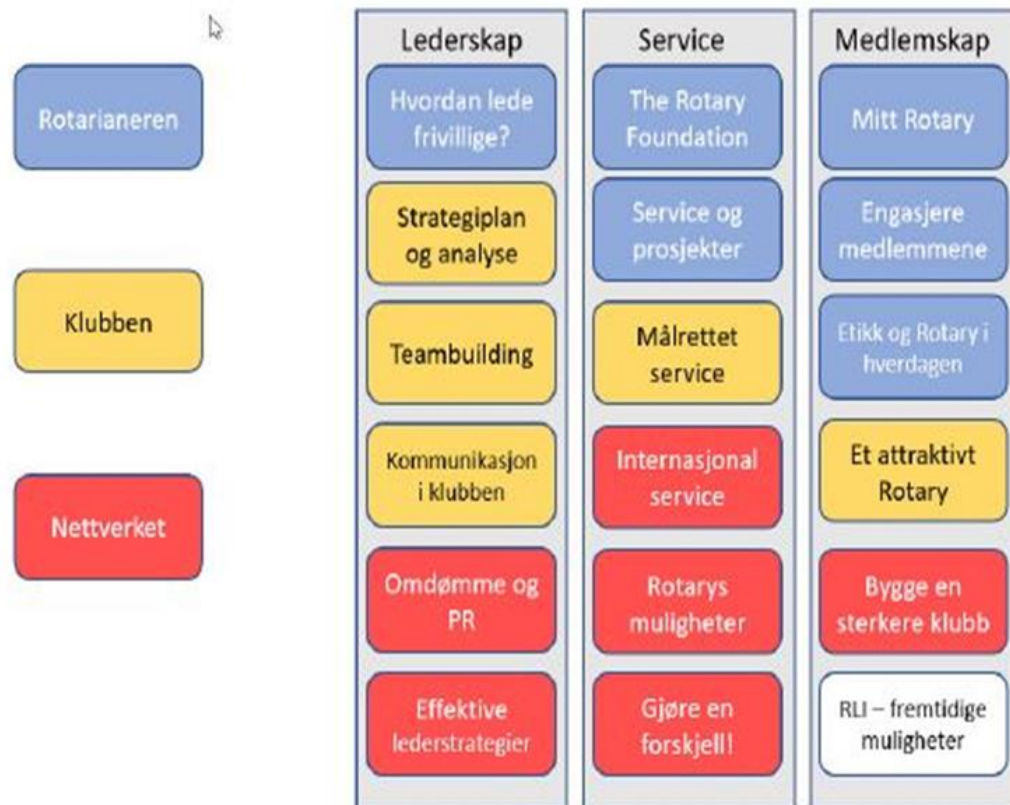 Rotarianeren
Klubben
Nettverket
Lederskap
Hvordan lede
frivillige?
Strategiplan
og analyse
Teambuilding
Kommunikasjon
i klubben
Omdømme og
PR
Effektive
lederstrategier
Service
The Rotary
Foundation
Service og
prosjekter
Målrettet
service
Internasjonal
service
Rotarys
muligheter
Gjøre en
forskjell!
Medlemskap
Mitt Rotary
Engasjere
medlemmene
Etikk og Rotary i
hverdagen
Et attraktivt
Rotary
Bygge en
sterkere klubb
RLI – fremtidige
muligheter